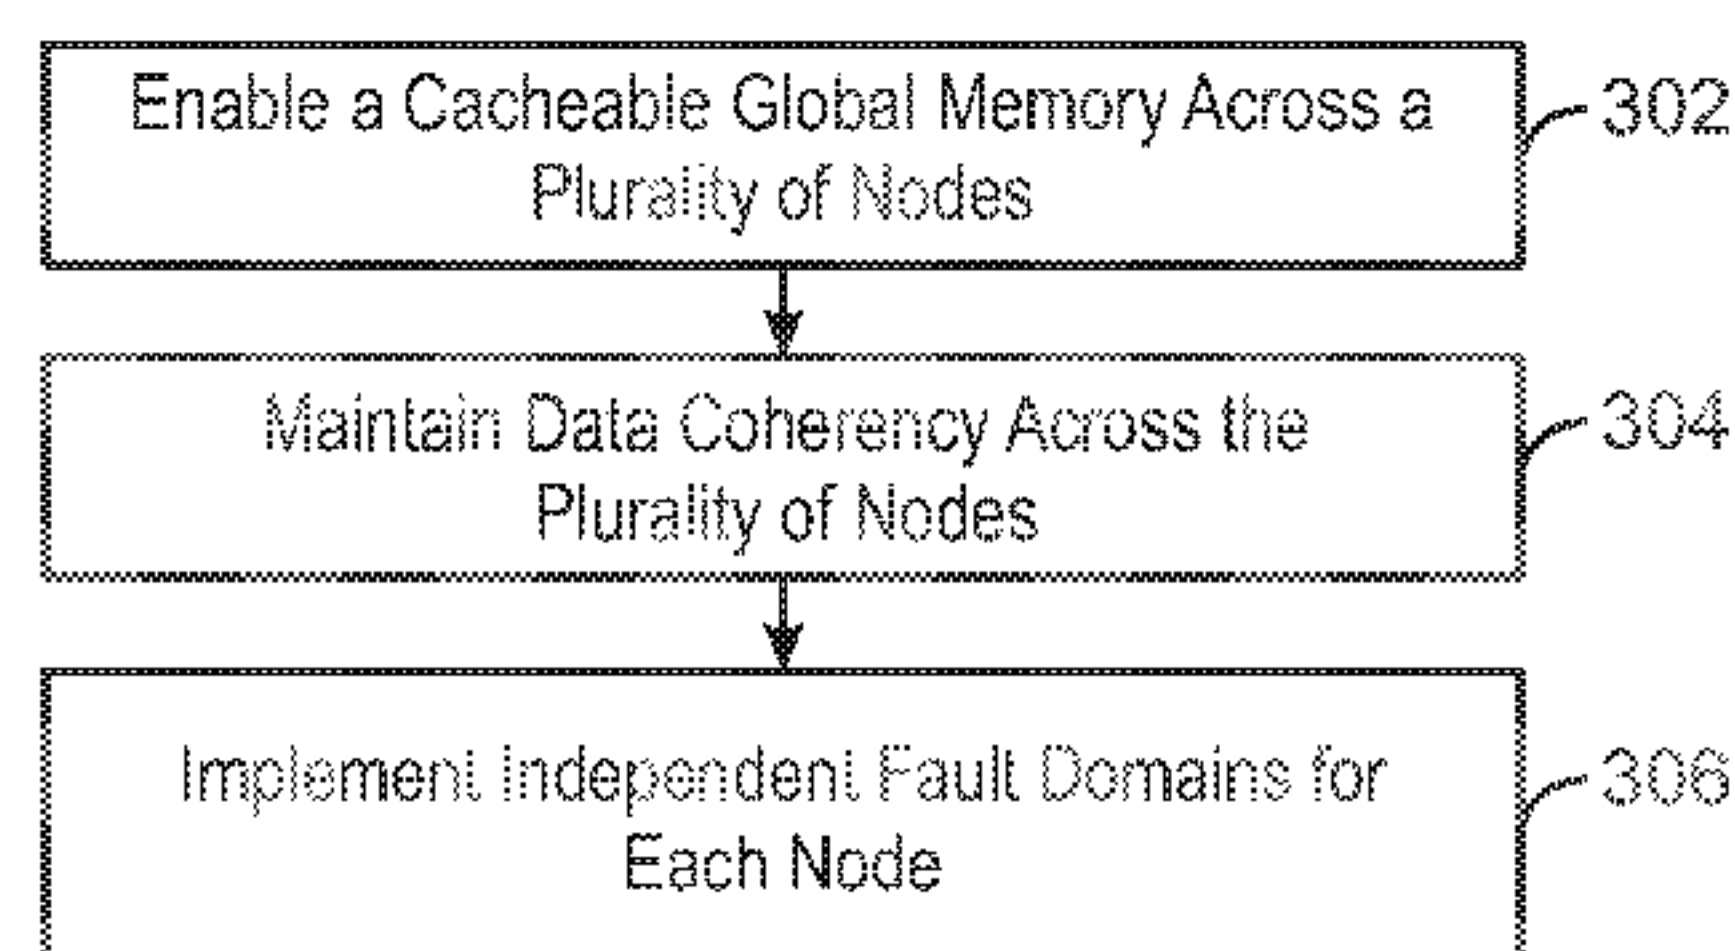 Enable a Cacheable Global Memory Across a
Plurality of Nodes
302
Maintain Data Coherency Across the
Plurality of Nodes
304
Implement Independent Fault Domains for
Each Node
306